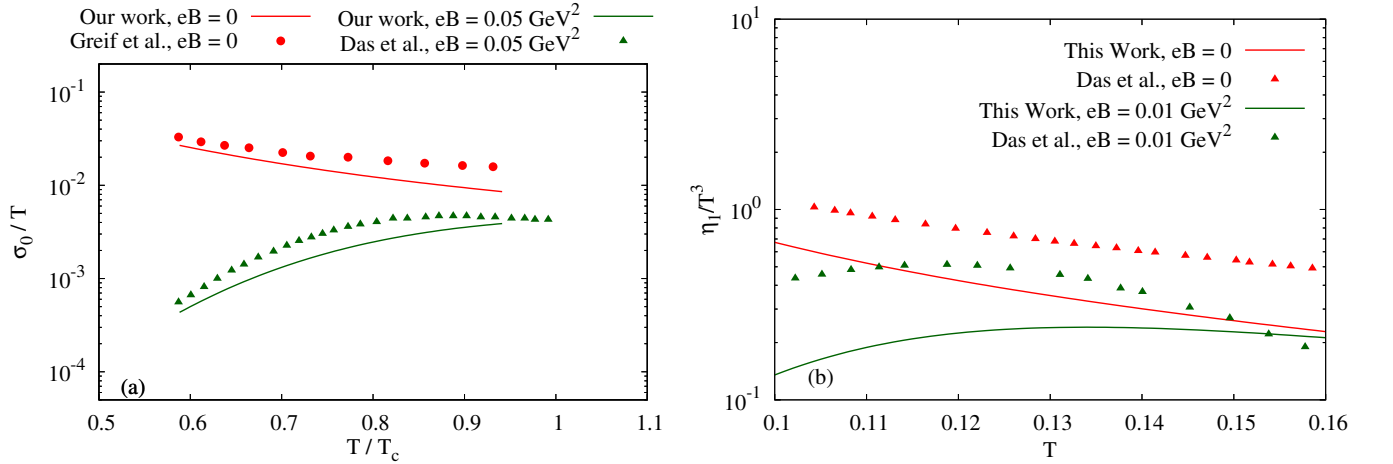 Our work, eB = 0
Greif et al., eB = 0
Our work, eB = 0.05 GeV²
Das et al., eB = 0.05 GeV²
10⁻¹
10⁻²
10⁻³
10⁻⁴
σ₀ / T
(a)
0.5 0.6 0.7 0.8 0.9 1 1.1
T / T_c
This Work, eB = 0
Das et al., eB = 0
This Work, eB = 0.01 GeV²
Das et al., eB = 0.01 GeV²
10¹
10⁰
10⁻¹
η₁/T³
(b)
0.1 0.11 0.12 0.13 0.14 0.15 0.16
T